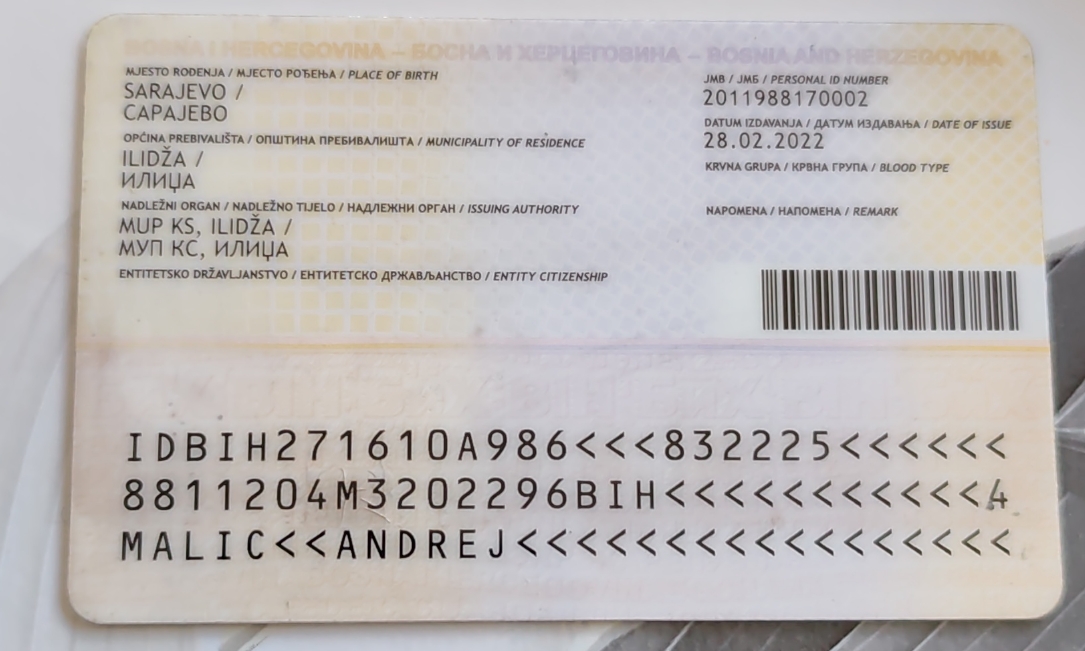 BOSNA I HERCEGOVINA – БОСНА И ХЕРЦЕГОВИНА – BOSNIA AND HERZEGOVINA
MJESTO ROĐENJA / МЈЕСТО РОЂЕЊА / PLACE OF BIRTH
SARAJEVO /
САРАЈЕВО
OPĆINA PREBIVALIŠTA / ОПШТИНА ПРЕБИВАЛИШТА / MUNICIPALITY OF RESIDENCE
ILIDŽA /
ИЛИЏА
NADLEŽNI ORGAN / NADLEŽNO TIJELO / НАДЛЕЖНИ ОРГАН / ISSUING AUTHORITY
MUP KS, ILIDŽA /
МУП КС, ИЛИЏА
ENTITETSKO DRŽAVLJANSTVO / ЕНТИТЕТСКО ДРЖАВЉАНСТВО / ENTITY CITIZENSHIP
JMB / ЈМБ / PERSONAL ID NUMBER
2011988170002
DATUM IZDAVANJA / ДАТУМ ИЗДАВАЊА / DATE OF ISSUE
28.02.2022
KRVNA GRUPA / КРВНА ГРУПА / BLOOD TYPE
NAPOMENA / НАПОМЕНА / REMARK
IDBIH271610A986<<<832225<<<<<<
8811204M3202296BIH<<<<<<<<<<<4
MALIC<<ANDREJ<<<<<<<<<<<<<<<<<